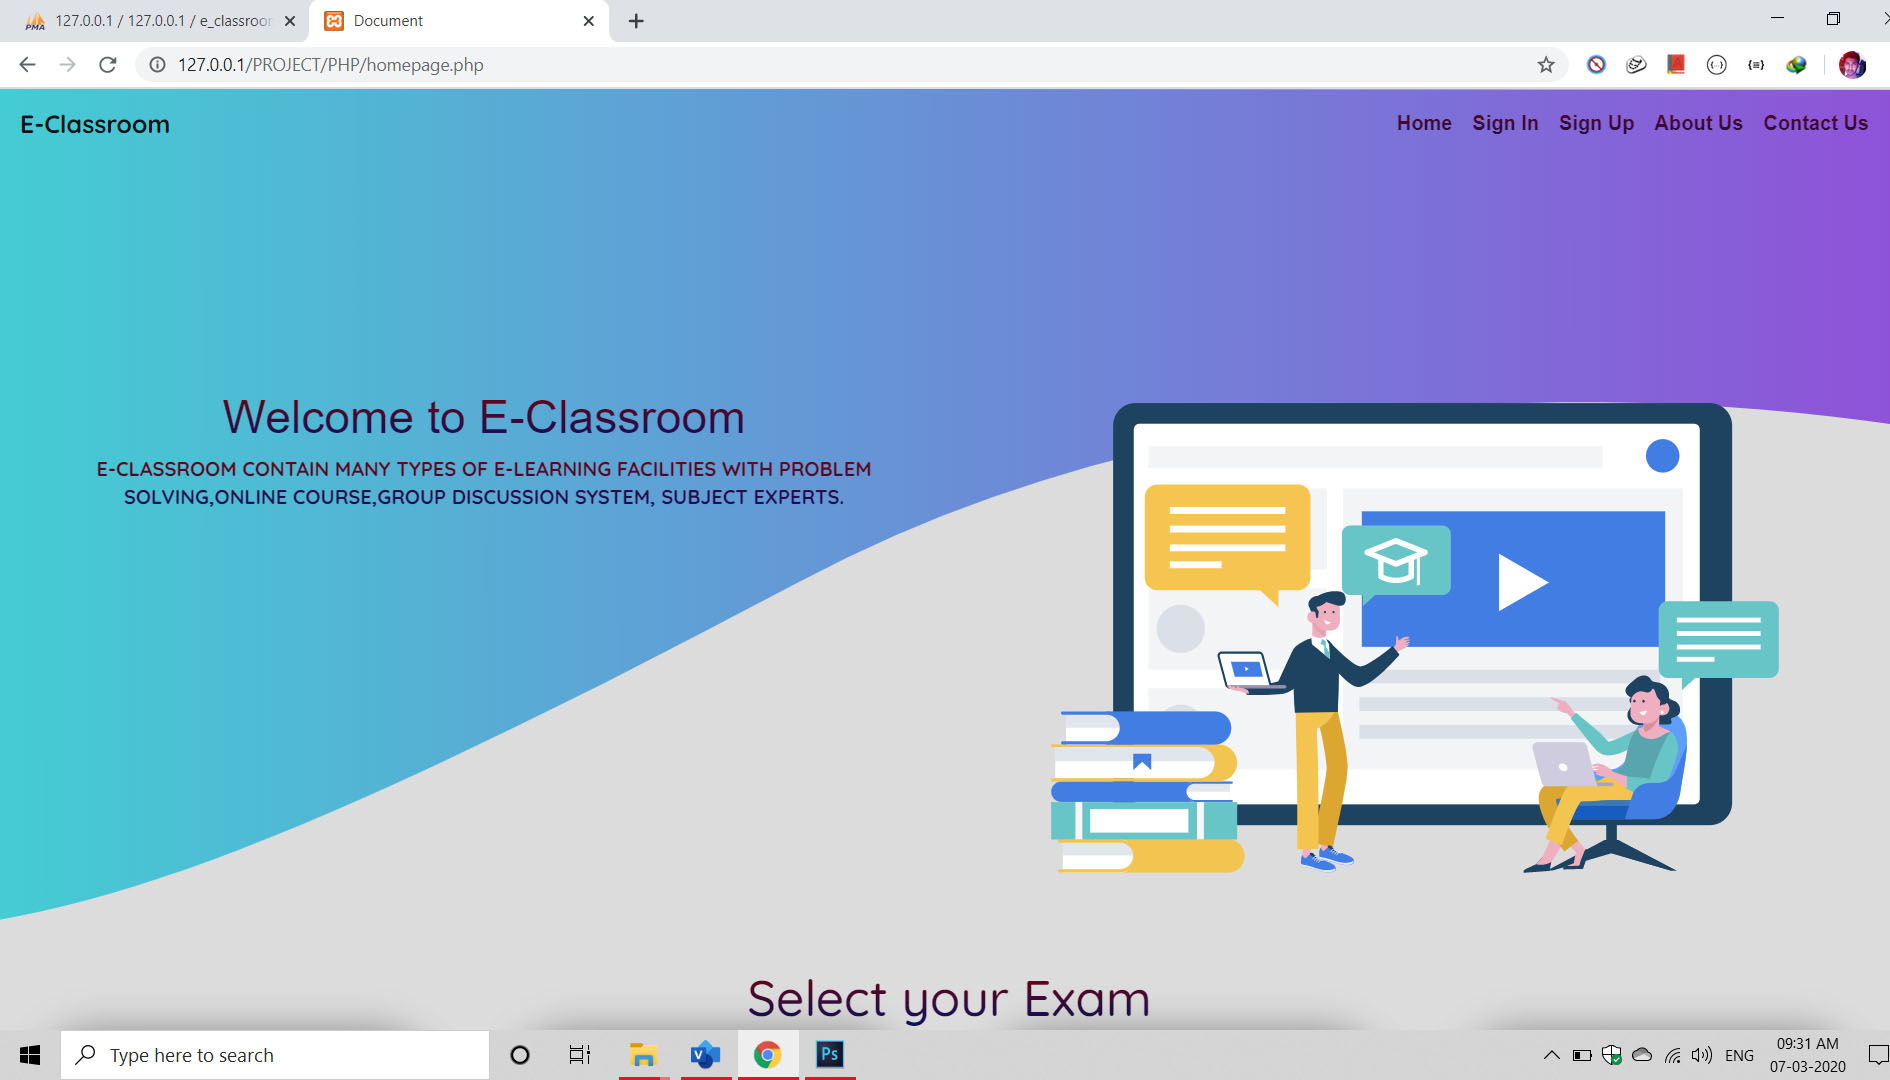 127.0.0.1 / 127.0.0.1 / e_classroom
Document
127.0.0.1/PROJECT/PHP/homepage.php
E-Classroom
Home Sign In Sign Up About Us Contact Us
Welcome to E-Classroom
E-CLASSROOM CONTAIN MANY TYPES OF E-LEARNING FACILITIES WITH PROBLEM
SOLVING,ONLINE COURSE,GROUP DISCUSSION SYSTEM, SUBJECT EXPERTS.
Select your Exam
Type here to search
Ps
ENG
09:31 AM
07-03-2020